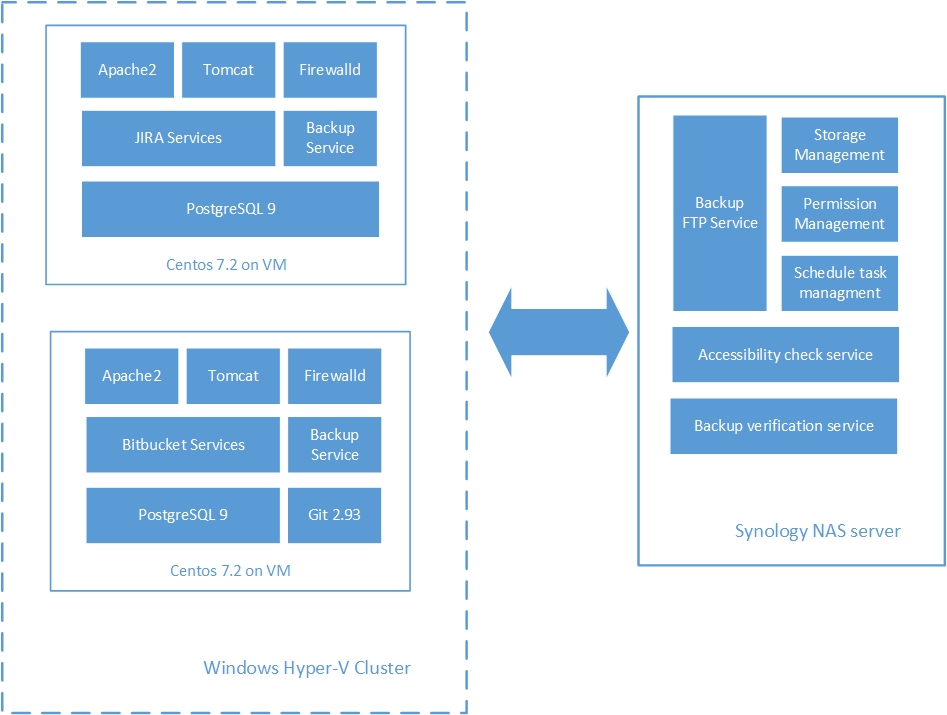 Apache2
Tomcat
Firewalld
JIRA Services
Backup
Service
PostgreSQL 9
Centos 7.2 on VM
Apache2
Tomcat
Firewalld
Bitbucket Services
Backup
Service
PostgreSQL 9
Git 2.93
Centos 7.2 on VM
Windows Hyper-V Cluster
Backup
FTP Service
Storage
Management
Permission
Management
Schedule task
managment
Accessibility check service
Backup verification service
Synology NAS server